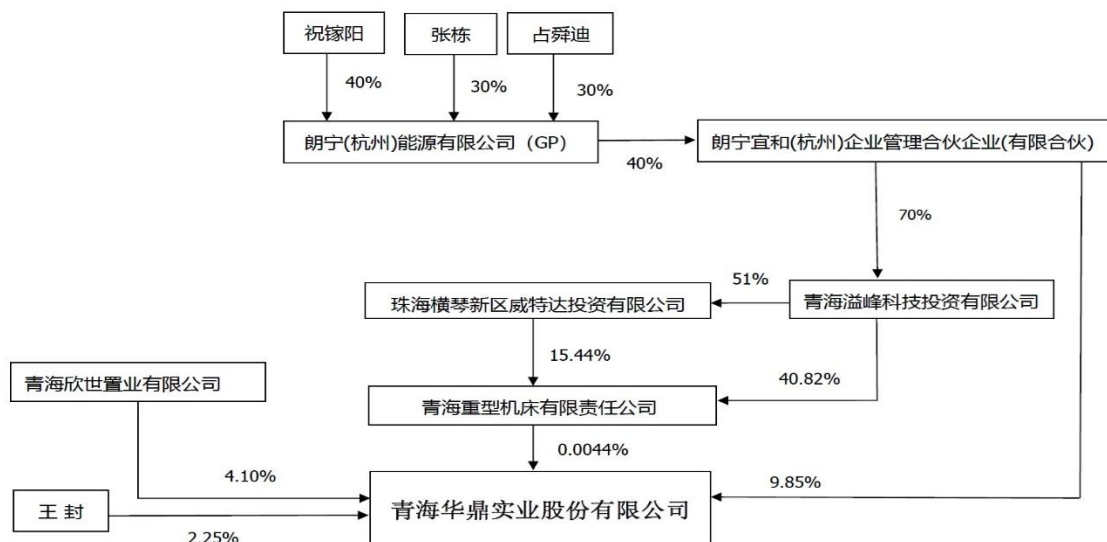 祝镓阳
张栋
占舜迪
40%
30%
30%
朗宁(杭州)能源有限公司（GP）
40%
朗宁宜和(杭州)企业管理合伙企业(有限合伙)
70%
51%
珠海横琴新区威特达投资有限公司
青海溢峰科技投资有限公司
15.44%
40.82%
青海欣世置业有限公司
青海重型机床有限责任公司
0.0044%
4.10%
9.85%
青海华鼎实业股份有限公司
王 封
2.25%